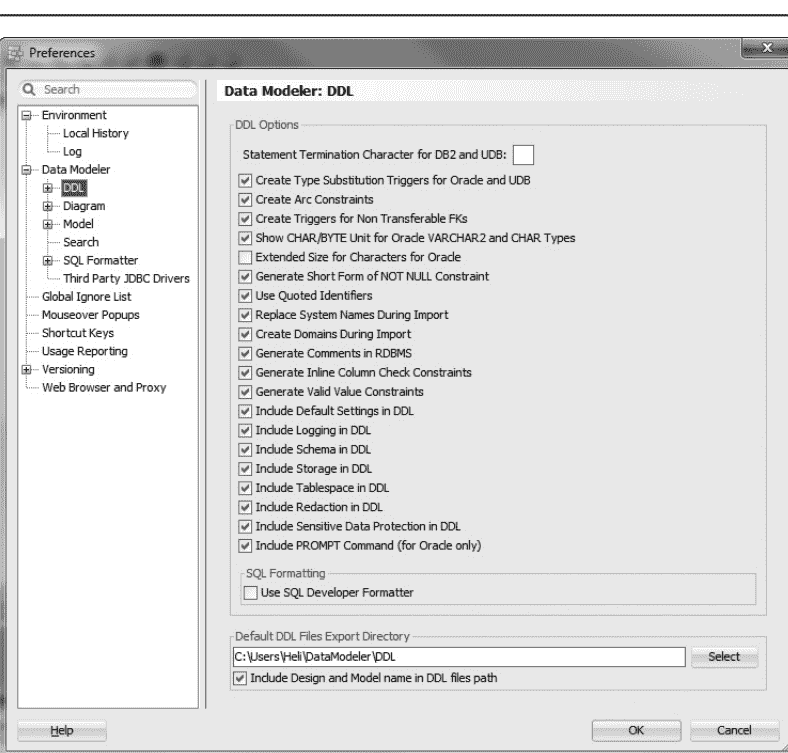 Preferences
X
Search
Data Modeler: DDL
Environment
Local History
Log
Data Modeler
DDL
Diagram
Model
Search
SQL Formatter
Third Party JDBC Drivers
Global Ignore List
Mouseover Popups
Shortcut Keys
Usage Reporting
Versioning
Web Browser and Proxy
DDL Options
Statement Termination Character for DB2 and UDB:
Create Type Substitution Triggers for Oracle and UDB
Create Arc Constraints
Create Triggers for Non Transferable FKs
Show CHAR/BYTE Unit for Oracle VARCHAR2 and CHAR Types
Extended Size for Characters for Oracle
Generate Short Form of NOT NULL Constraint
Use Quoted Identifiers
Replace System Names During Import
Create Domains During Import
Generate Comments in RDBMS
Generate Inline Column Check Constraints
Generate Valid Value Constraints
Include Default Settings in DDL
Include Logging in DDL
Include Schema in DDL
Include Storage in DDL
Include Tablespace in DDL
Include Redaction in DDL
Include Sensitive Data Protection in DDL
Include PROMPT Command (for Oracle only)
SQL Formatting
Use SQL Developer Formatter
Default DDL Files Export Directory
C:\Users\Heli\DataModeler\DDL
Select
Include Design and Model name in DDL files path
Help
OK
Cancel